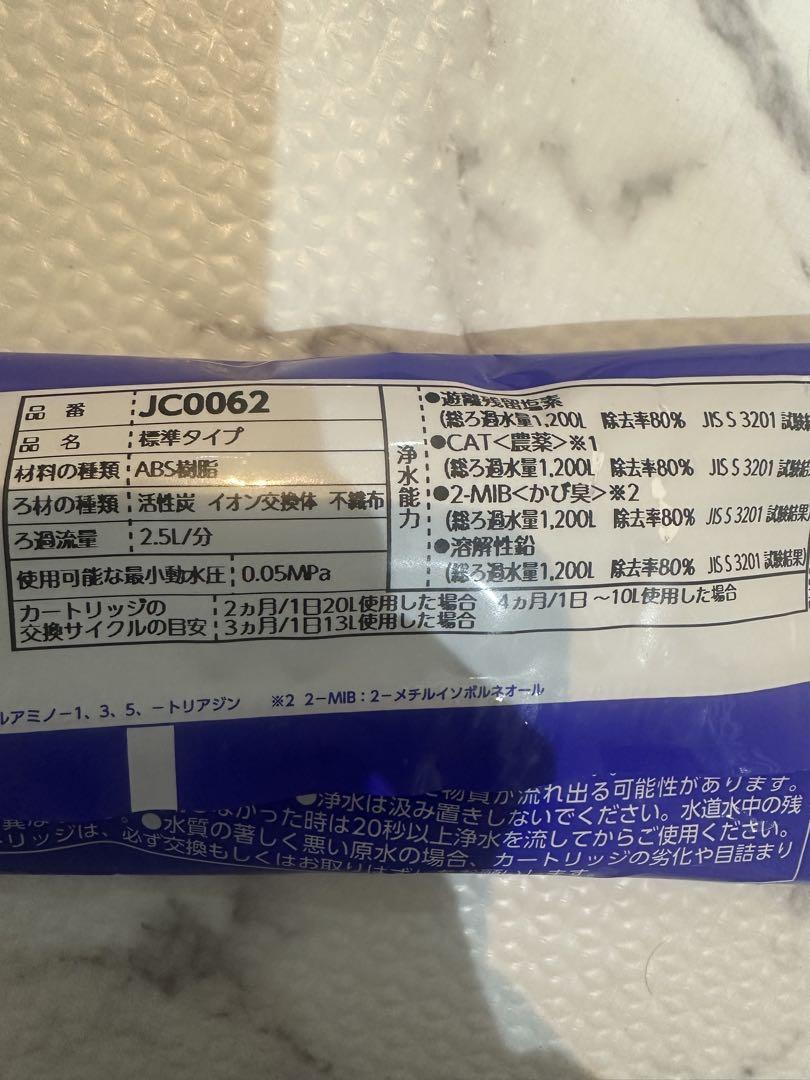 品番 JC0062
品名 標準タイプ
材料の種類 ABS樹脂
ろ材の種類 活性炭 イオン交換体 不織布
ろ過流量 2.5L/分
使用可能な最小動水圧 0.05MPa
浄水能力
●遊離残留塩素
(総ろ過水量1,200L 除去率80% JIS S 3201 試験結
●CAT<農薬>※1
(総ろ過水量1,200L 除去率80% JIS S 3201 試験結
●2-MIB<かび臭>※2
(総ろ過水量1,200L 除去率80% JIS S 3201 試験結果)
●溶解性鉛
(総ろ過水量1,200L 除去率80% JIS S 3201 試験結果)
カートリッジの
交換サイクルの目安
2ヵ月/1日20L使用した場合 4ヵ月/1日~10L使用した場合
3ヵ月/1日13L使用した場合
ルアミノ-1、3、5、-トリアジン ※2 2-MIB:2-メチルイソボルネオール
物質が流れ出る可能性があります。
●浄水は汲み置きしないでください。水道水中の残
なかった時は20秒以上浄水を流してからご使用ください。
●水質の著しく悪い原水の場合、カートリッジの劣化や目詰まり
リッジは、必ず交換もしくはお取り